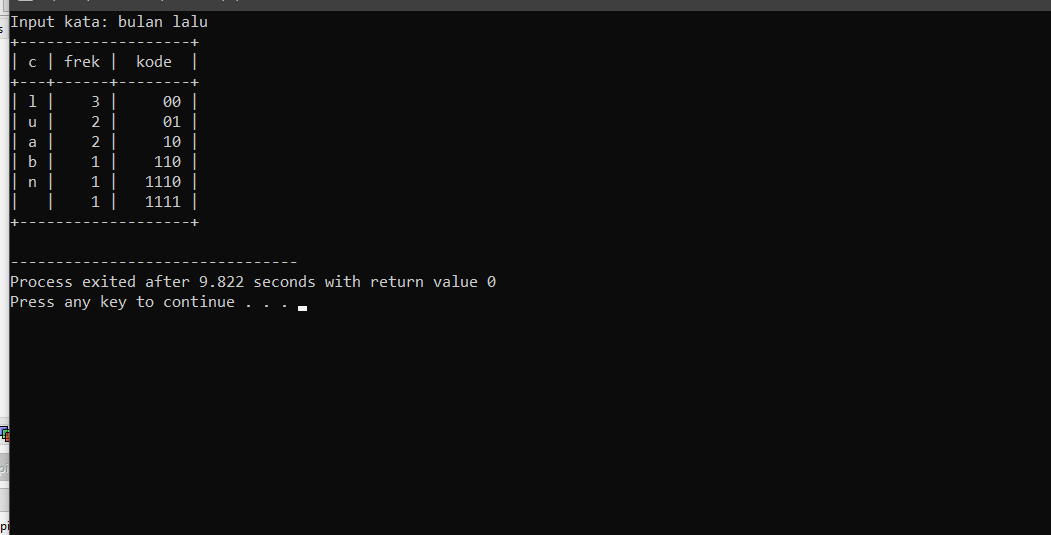 Input kata: bulan lalu
+-------------------+
| c | frek |  kode  |
+---+------+--------+
| l |    3 |     00 |
| u |    2 |     01 |
| a |    2 |     10 |
| b |    1 |    110 |
| n |    1 |   1110 |
|   |    1 |   1111 |
+-------------------+
--------------------------------
Process exited after 9.822 seconds with return value 0
Press any key to continue . . .